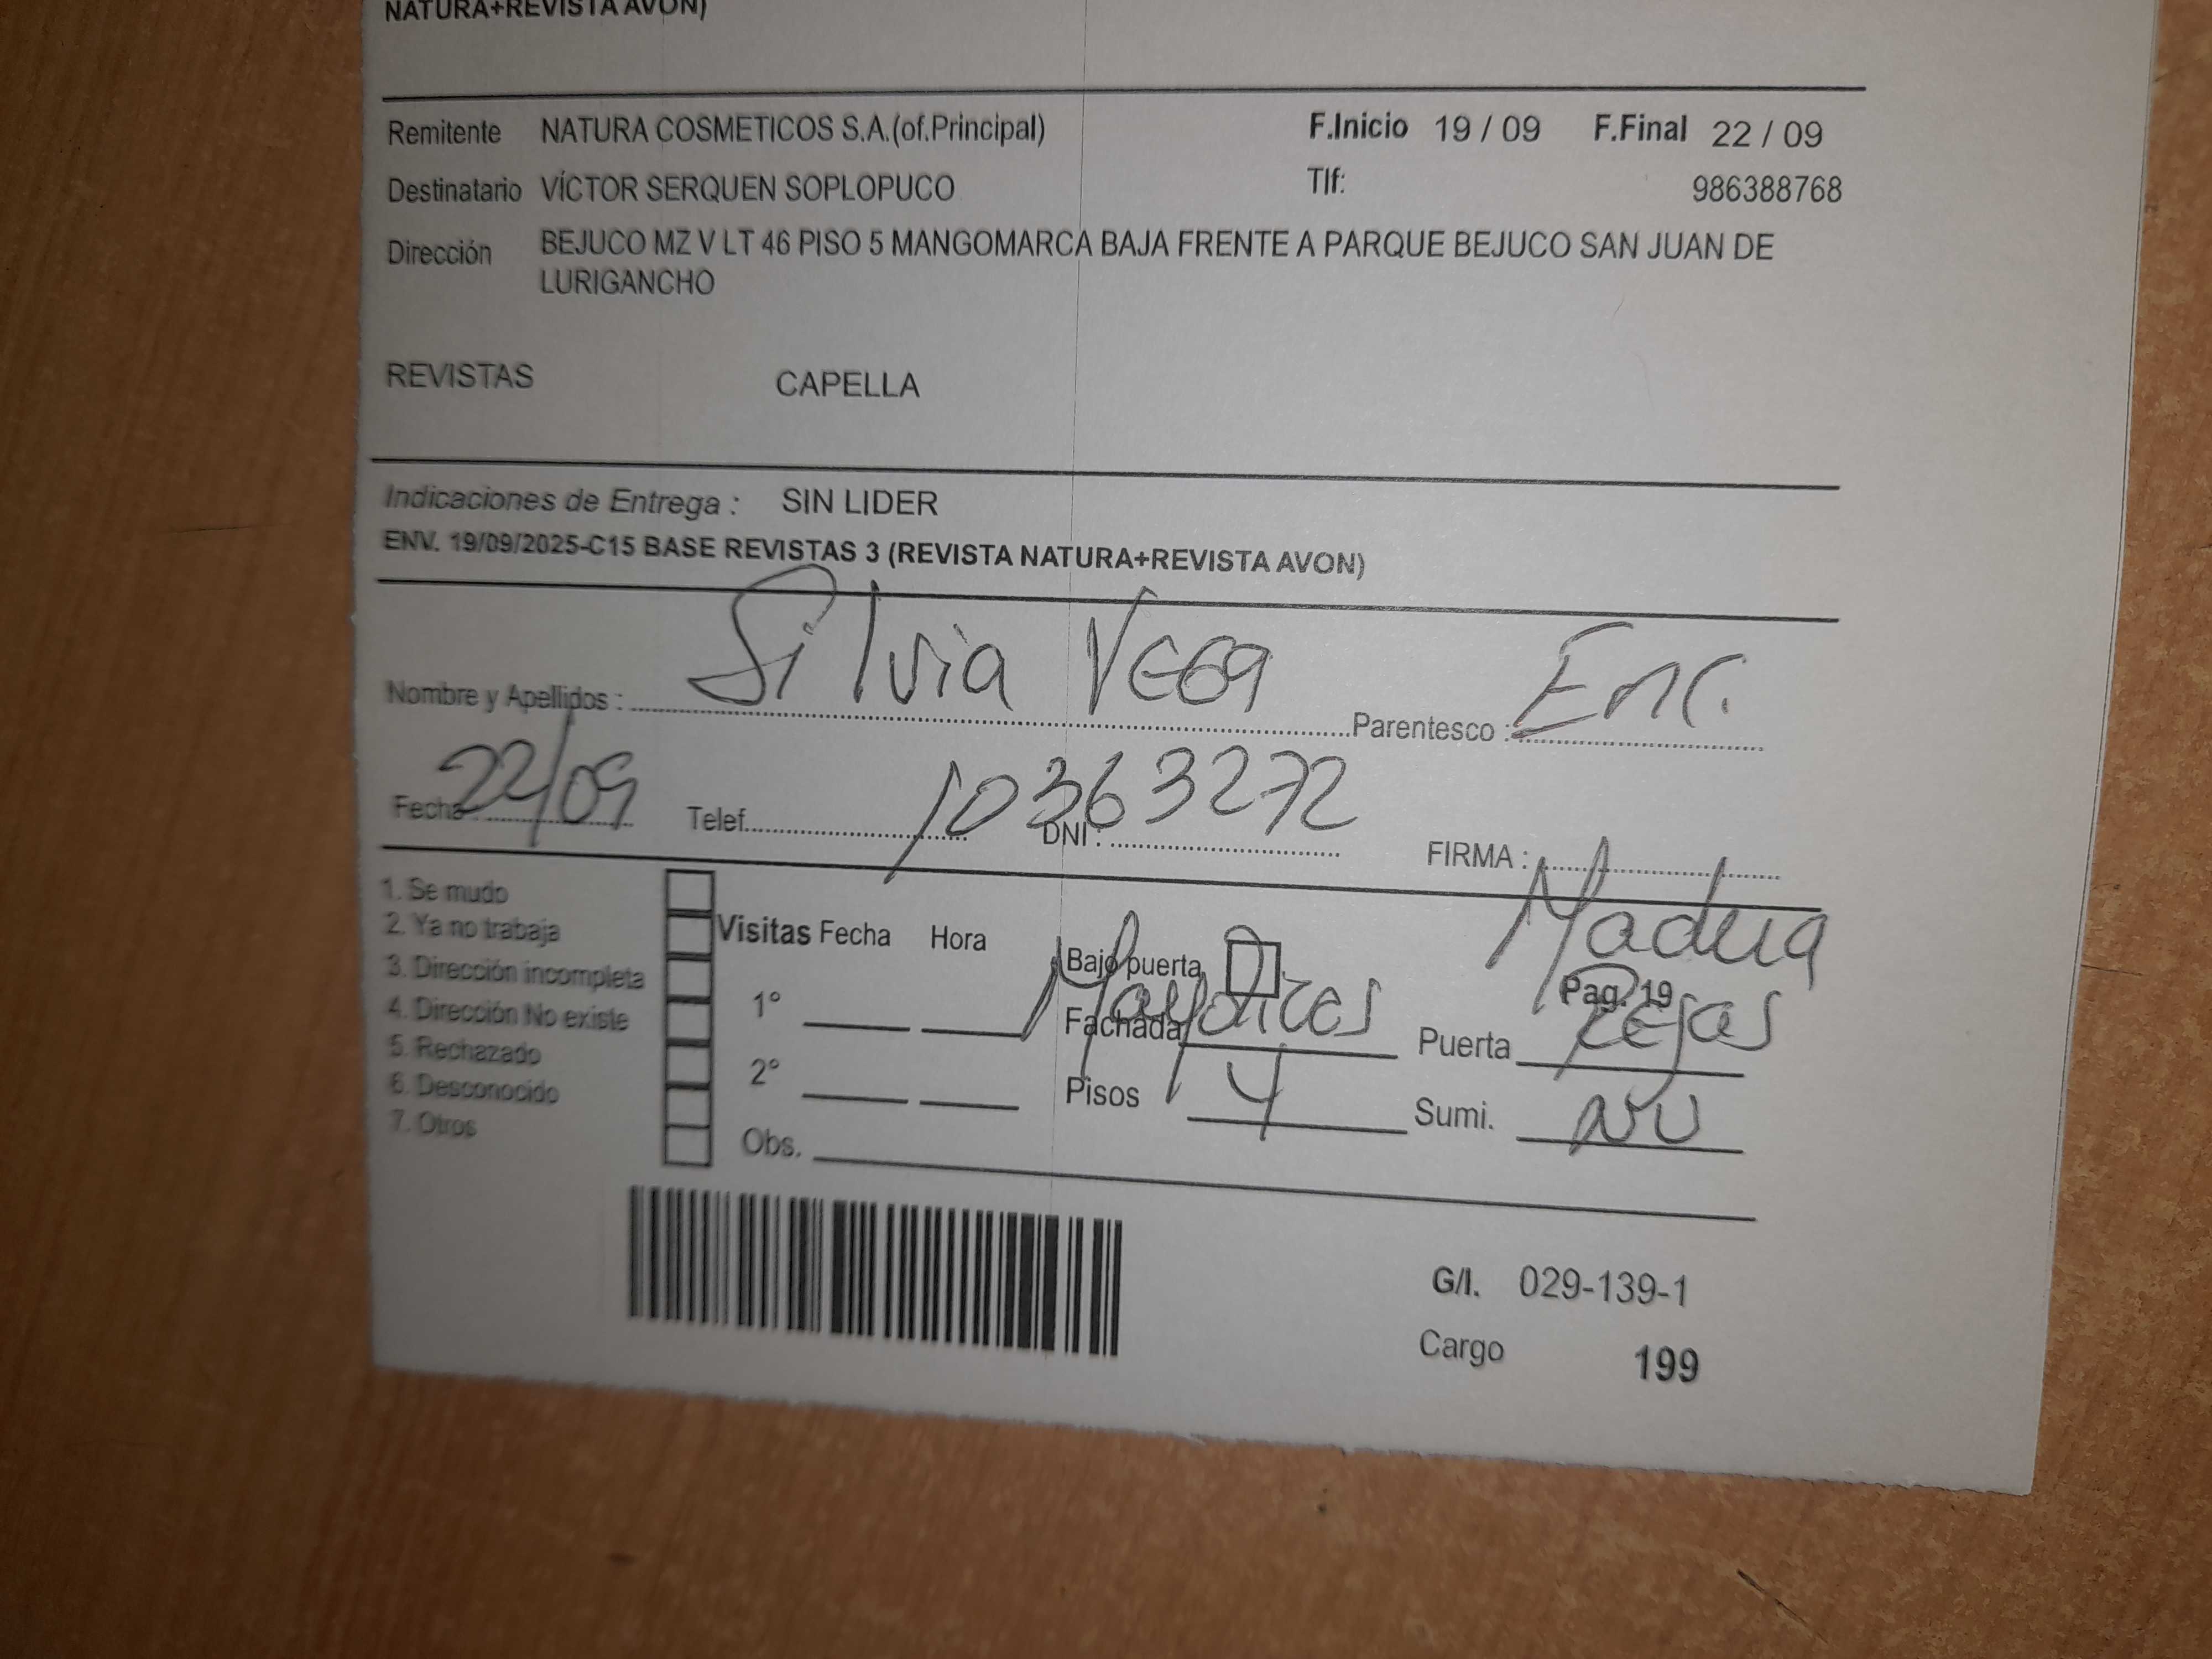 NATURA+REVISTA AVON)
Remitente NATURA COSMETICOS S.A.(of.Principal) F.Inicio 19 / 09 F.Final 22 / 09
Destinatario VÍCTOR SERQUEN SOPLOPUCO Tlf: 986388768
Dirección BEJUCO MZ V LT 46 PISO 5 MANGOMARCA BAJA FRENTE A PARQUE BEJUCO SAN JUAN DE
LURIGANCHO
REVISTAS CAPELLA
Indicaciones de Entrega : SIN LIDER
ENV. 19/09/2025-C15 BASE REVISTAS 3 (REVISTA NATURA+REVISTA AVON)
Nombre y Apellidos : Silvia VEGA Parentesco : Enc.
Fecha : 22/09 Telef. DNI : 10363272 FIRMA :
1. Se mudo
2. Ya no trabaja
3. Dirección incompleta
4. Dirección No existe
5. Rechazado
6. Desconocido
7. Otros
Visitas Fecha Hora
1°
2°
Obs.
Bajo puerta
Fachada Mayolicas
Pisos 4
Madera
Pag. 19
Puerta Rejas
Sumi. NV
G/I. 029-139-1
Cargo 199